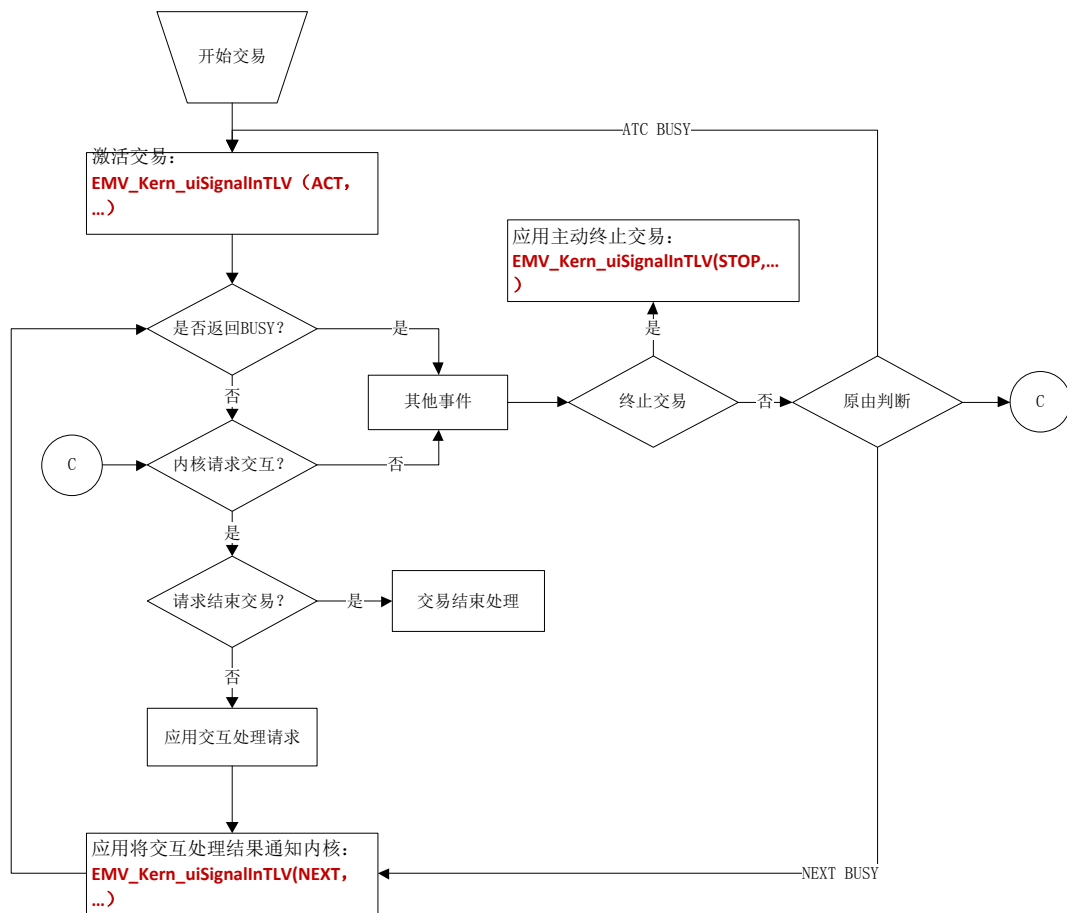 开始交易
ATC BUSY
激活交易：
EMV_Kern_uiSignalInTLV（ACT，
…）
应用主动终止交易：
EMV_Kern_uiSignalInTLV(STOP,…
）
是否返回BUSY？
是
是
否
其他事件
终止交易
否
原由判断
C
C
内核请求交互？
否
是
请求结束交易？
是
交易结束处理
否
应用交互处理请求
应用将交互处理结果通知内核：
EMV_Kern_uiSignalInTLV(NEXT，
…）
NEXT BUSY